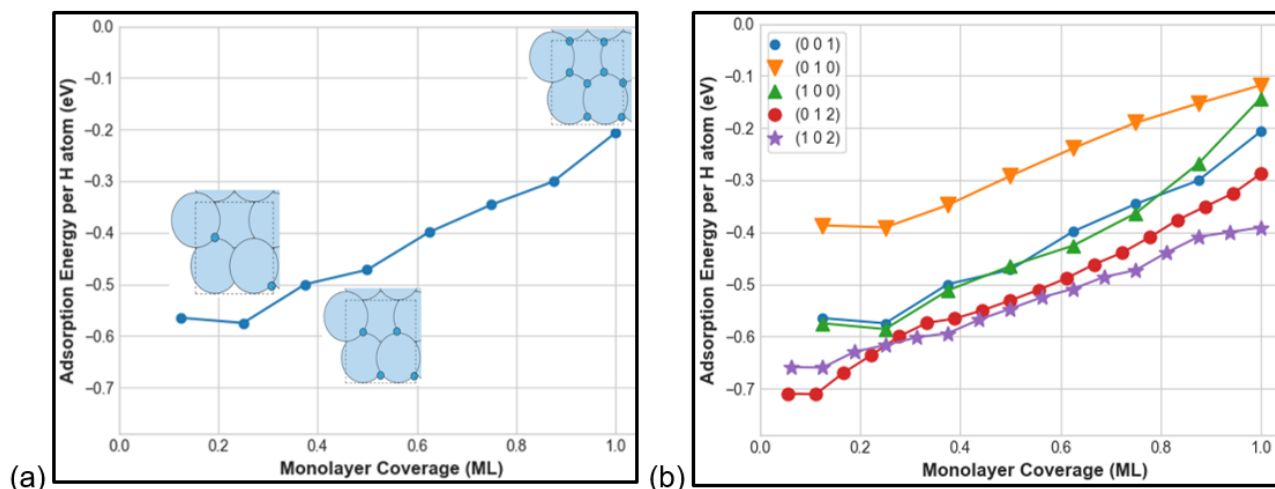 (a)
Adsorption Energy per H atom (eV)
0.0
−0.1
−0.2
−0.3
−0.4
−0.5
−0.6
−0.7
0.0 0.2 0.4 0.6 0.8 1.0
Monolayer Coverage (ML)
(b)
Adsorption Energy per H atom (eV)
0.0
−0.1
−0.2
−0.3
−0.4
−0.5
−0.6
−0.7
(0 0 1)
(0 1 0)
(1 0 0)
(0 1 2)
(1 0 2)
0.0 0.2 0.4 0.6 0.8 1.0
Monolayer Coverage (ML)